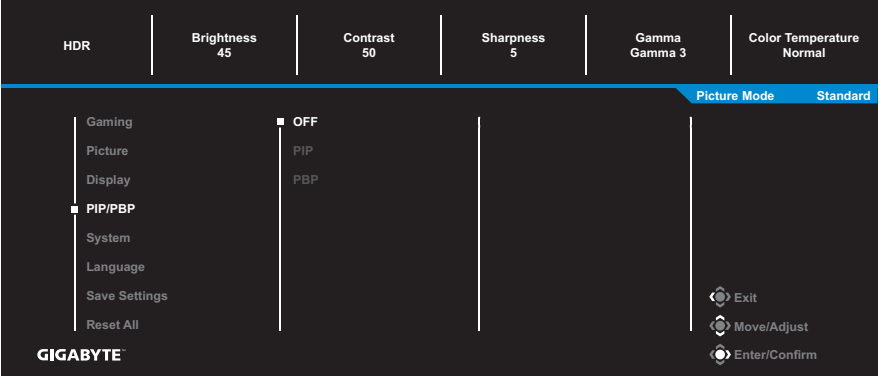 HDR
Brightness
45
Contrast
50
Sharpness
5
Gamma
Gamma 3
Color Temperature
Normal
Picture Mode Standard
Gaming
Picture
Display
PIP/PBP
System
Language
Save Settings
Reset All
OFF
PIP
PBP
Exit
Move/Adjust
Enter/Confirm
GIGABYTE™